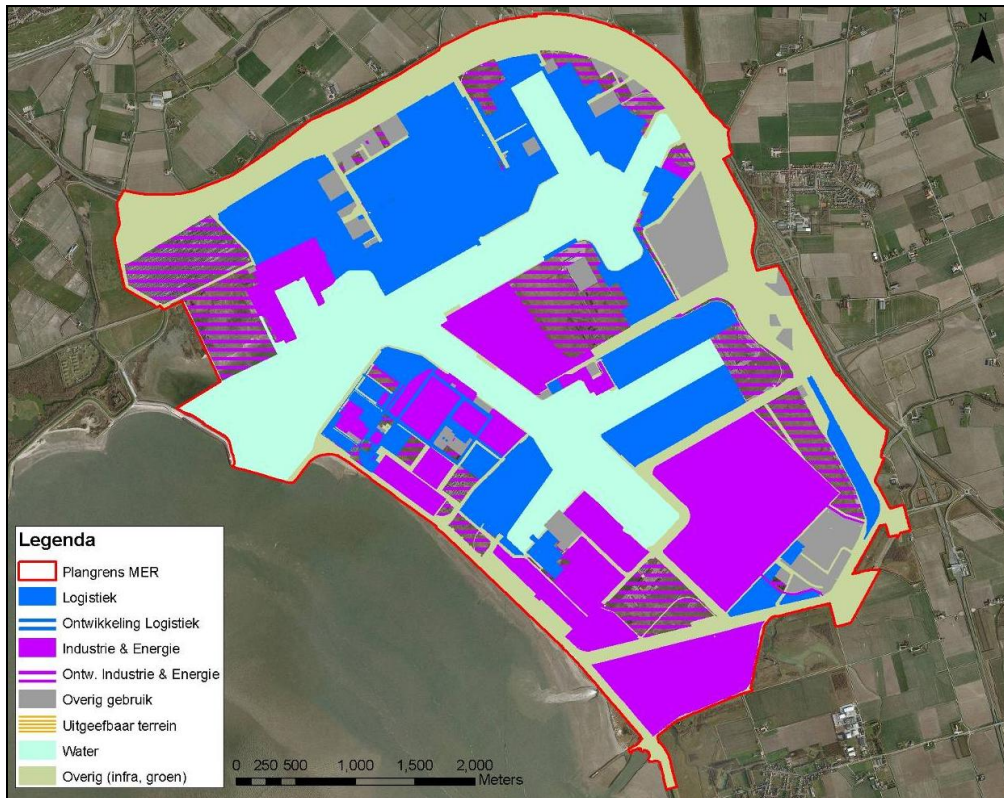 N
Legenda
Plangrens MER
Logistiek
Ontwikkeling Logistiek
Industrie & Energie
Ontw. Industrie & Energie
Overig gebruik
Uitgeefbaar terrein
Water
Overig (infra, groen)
0 250 500 1,000 1,500 2,000
Meters